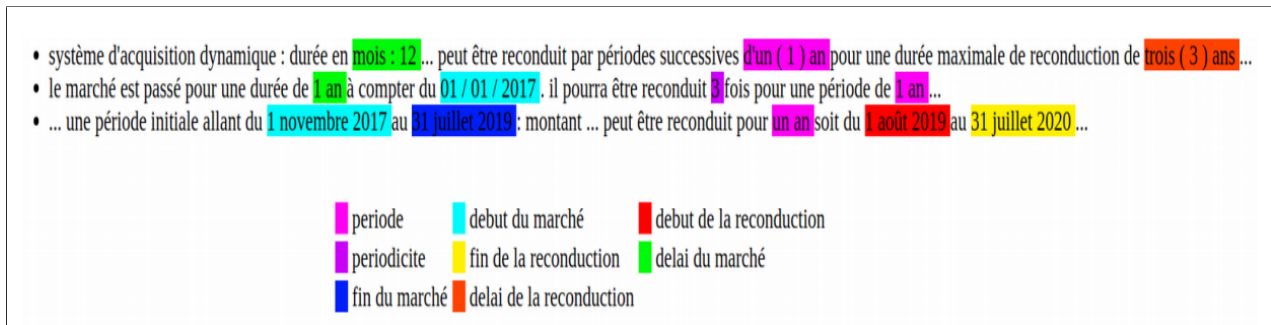 • système d'acquisition dynamique : durée en mois : 12 ... peut être reconduit par périodes successives d'un ( 1 ) an pour une durée maximale de reconduction de trois ( 3 ) ans ...
• le marché est passé pour une durée de 1 an à compter du 01 / 01 / 2017 . il pourra être reconduit 3 fois pour une période de 1 an ...
• ... une période initiale allant du 1 novembre 2017 au 31 juillet 2019 : montant ... peut être reconduit pour un an soit du 1 août 2019 au 31 juillet 2020 ...
periode debut du marché debut de la reconduction
periodicite fin de la reconduction delai du marché
fin du marché delai de la reconduction